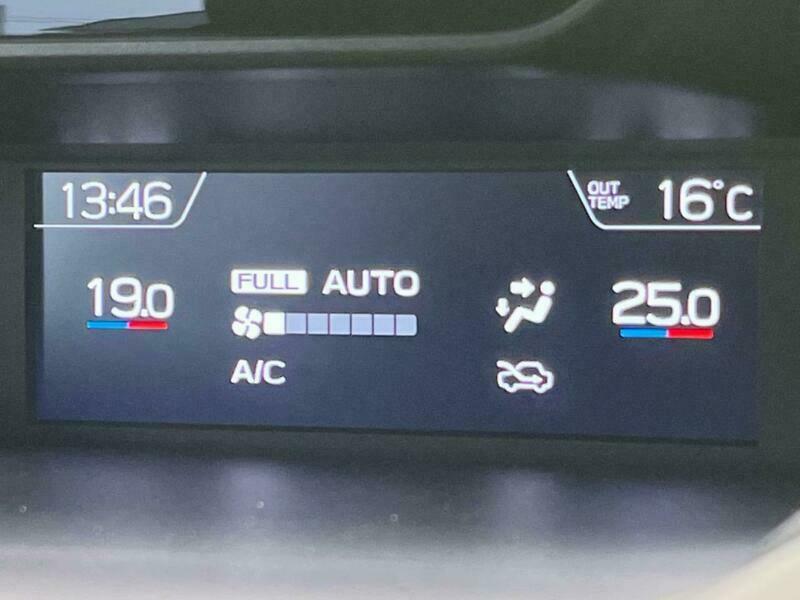 13:46
OUT TEMP 16°C
19.0
FULL AUTO
25.0
A/C